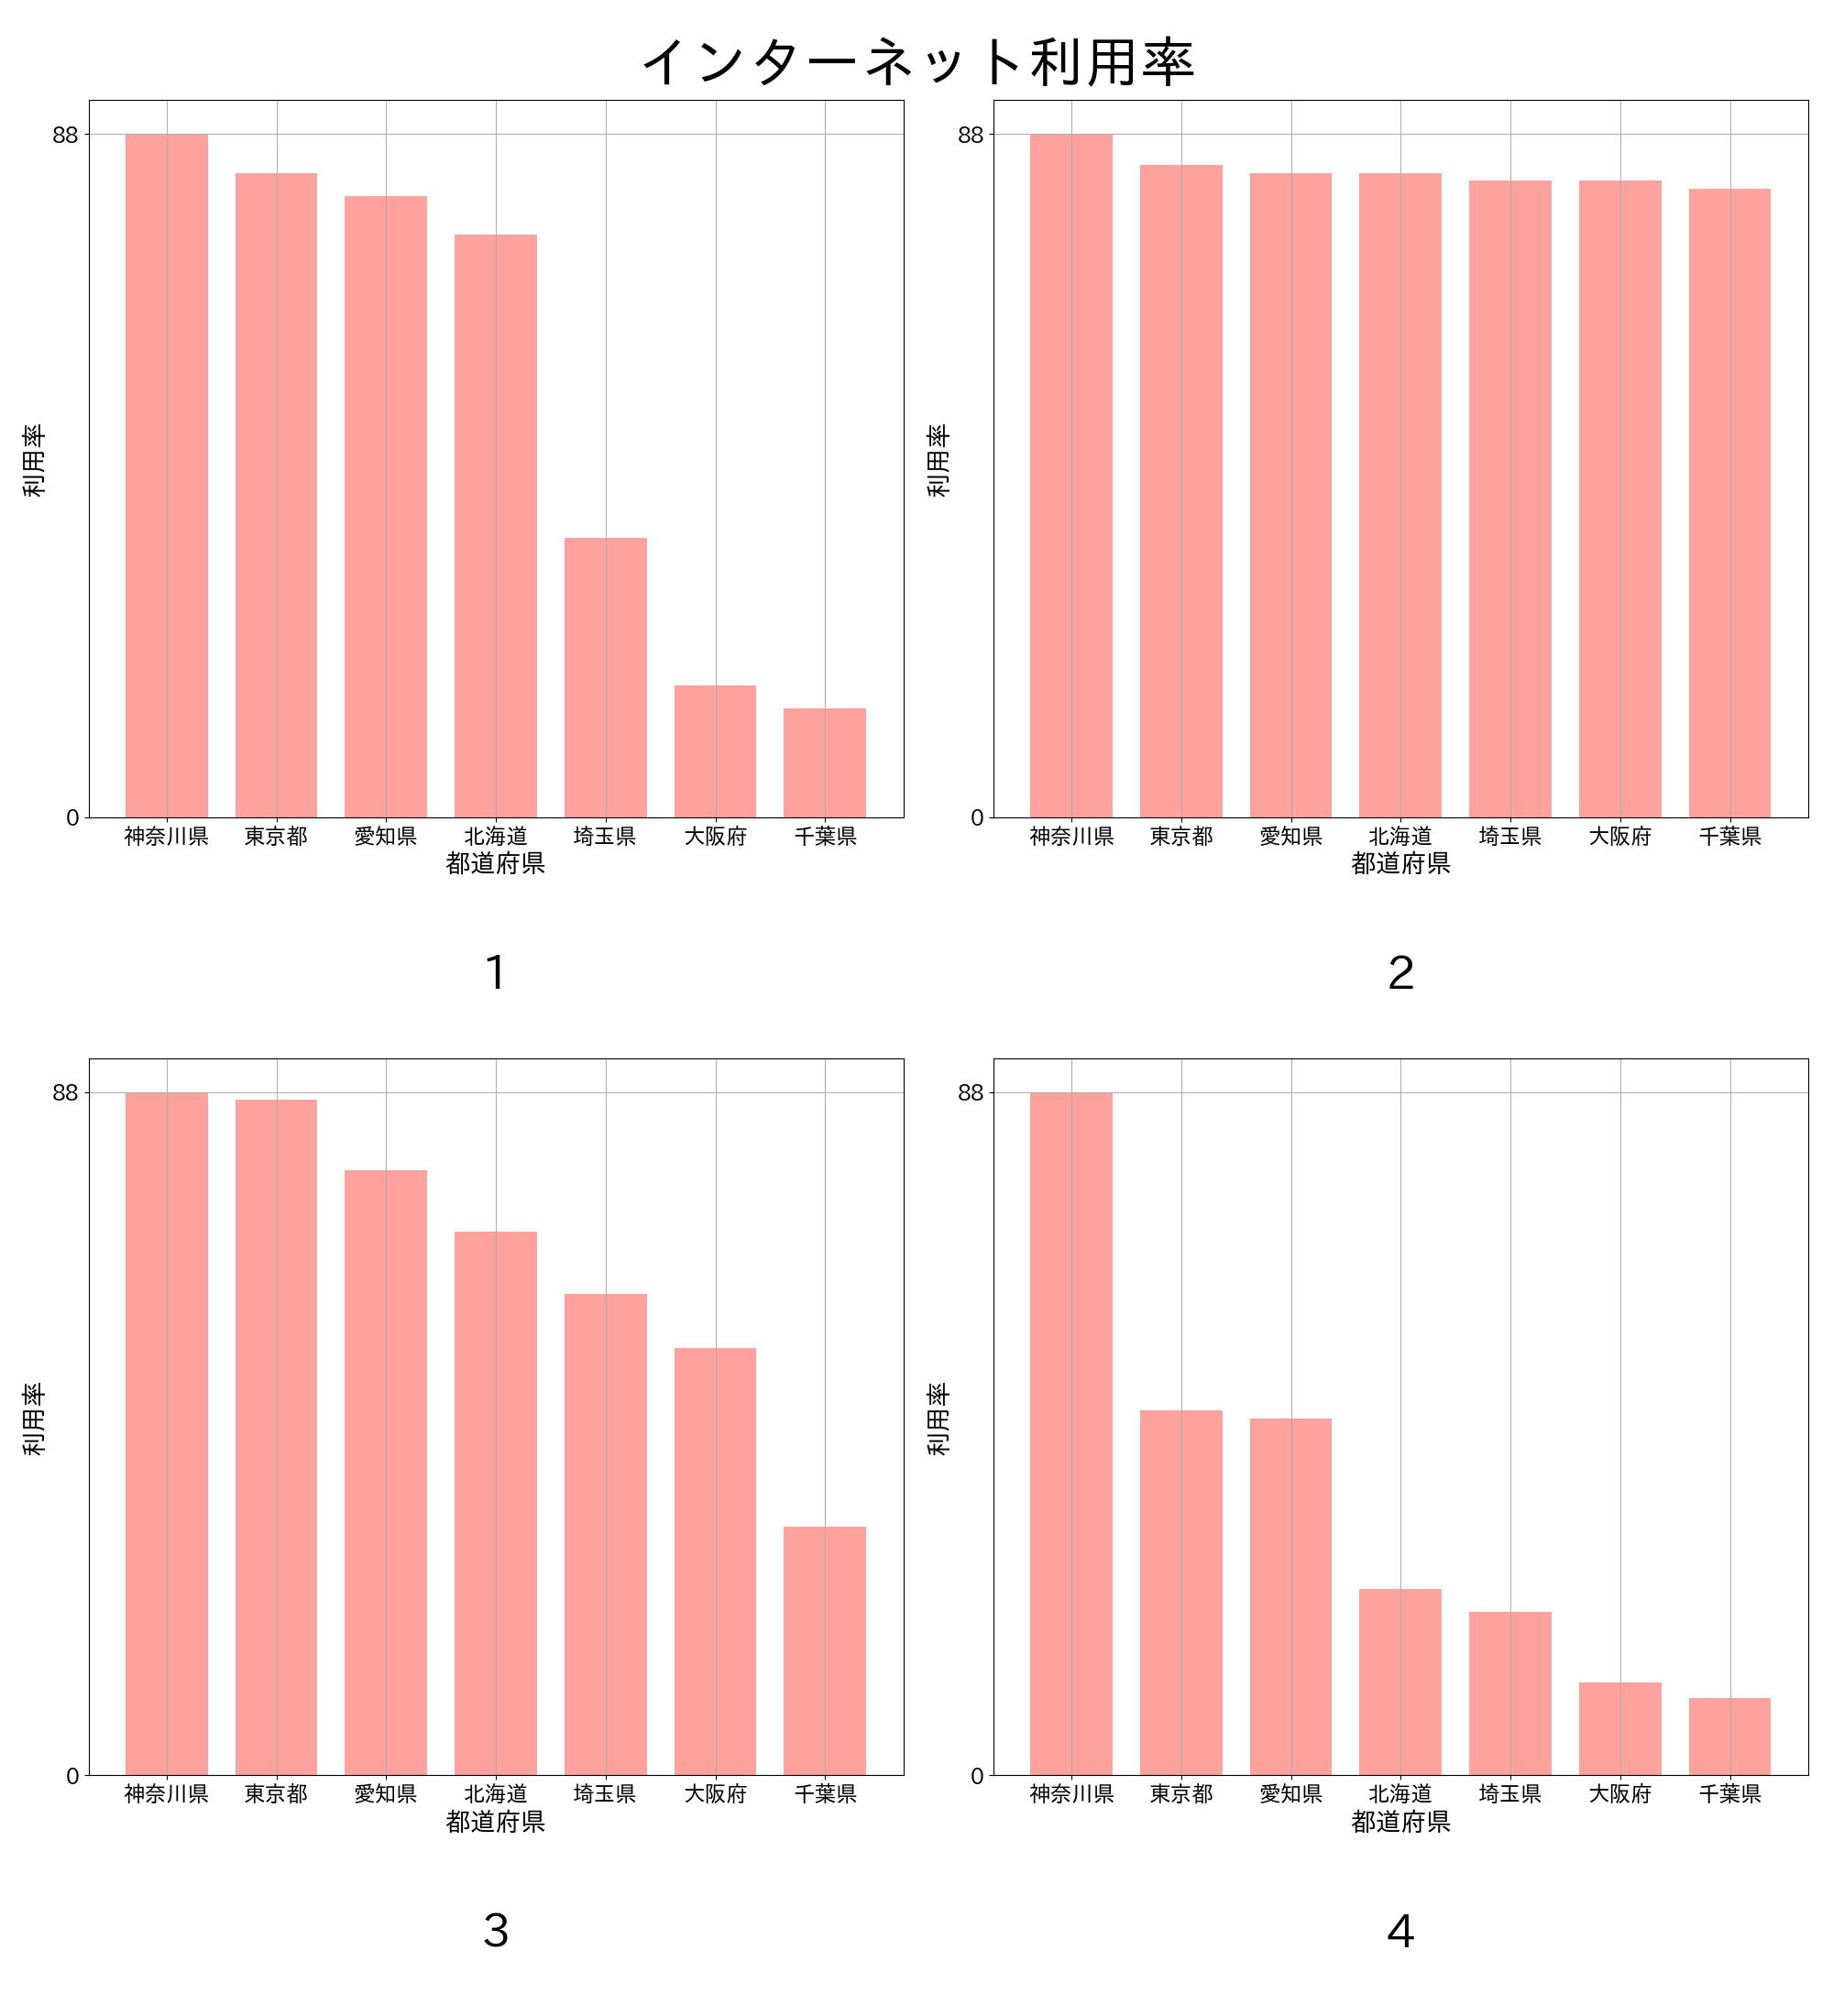 インターネット利用率
88
0
利用率
神奈川県 東京都 愛知県 北海道 埼玉県 大阪府 千葉県
都道府県
1
88
0
利用率
神奈川県 東京都 愛知県 北海道 埼玉県 大阪府 千葉県
都道府県
2
88
0
利用率
神奈川県 東京都 愛知県 北海道 埼玉県 大阪府 千葉県
都道府県
3
88
0
利用率
神奈川県 東京都 愛知県 北海道 埼玉県 大阪府 千葉県
都道府県
4